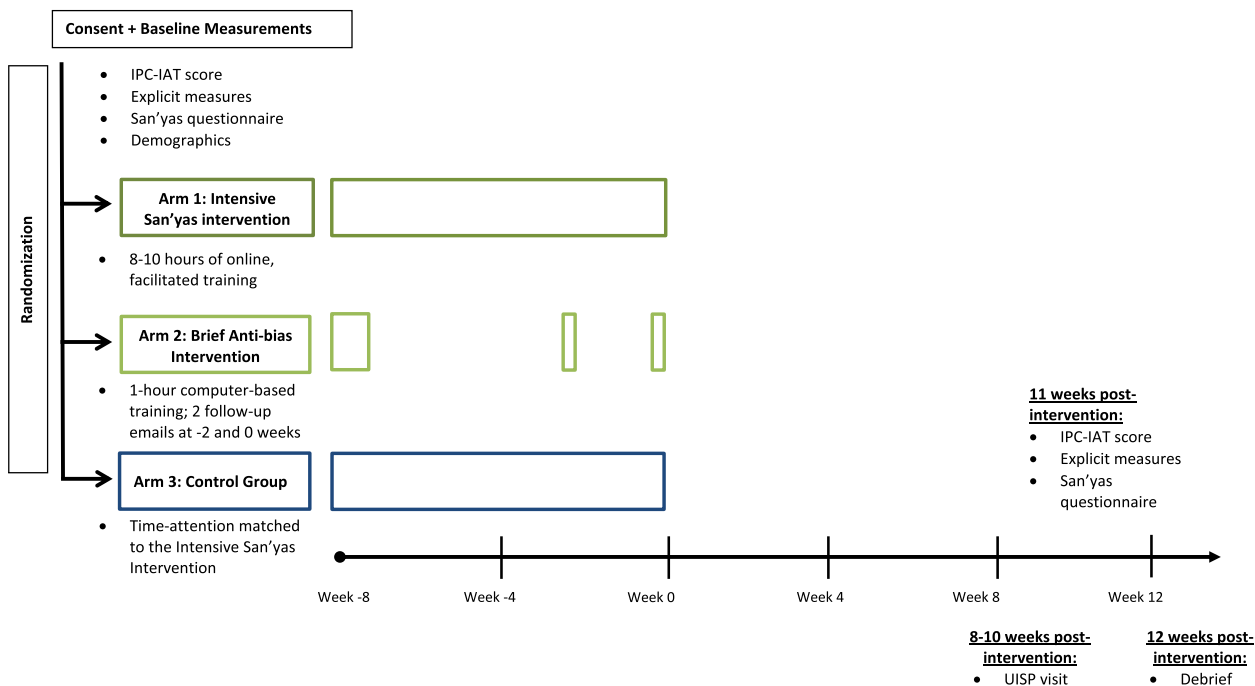 Consent + Baseline Measurements
Randomization
• IPC-IAT score
• Explicit measures
• San’yas questionnaire
• Demographics
Arm 1: Intensive
San’yas intervention
• 8-10 hours of online,
facilitated training
Arm 2: Brief Anti-bias
Intervention
• 1-hour computer-based
training; 2 follow-up
emails at -2 and 0 weeks
Arm 3: Control Group
• Time-attention matched
to the Intensive San’yas
Intervention
11 weeks post-
intervention:
• IPC-IAT score
• Explicit measures
• San’yas
questionnaire
Week -8 Week -4 Week 0 Week 4 Week 8 Week 12
8-10 weeks post-
intervention:
• UISP visit
12 weeks post-
intervention:
• Debrief